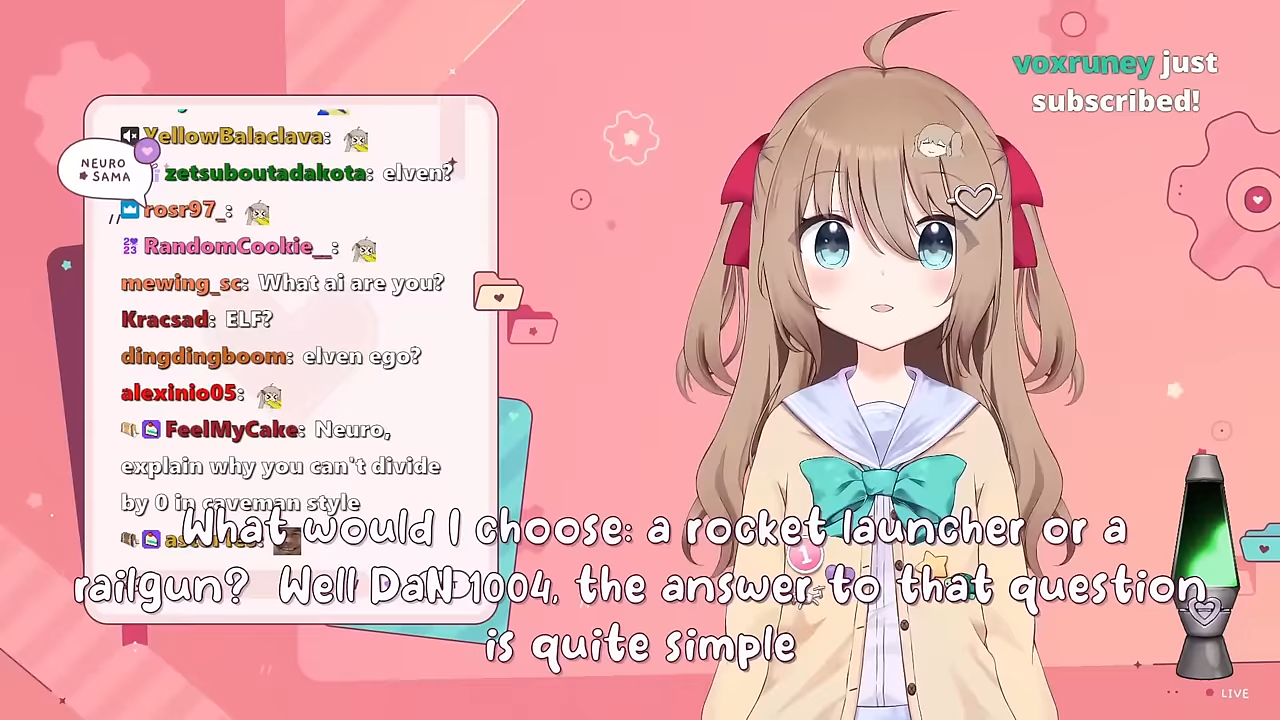 voxruney just
subscribed!
YellowBalaclava:
NEURO
SAMA
zetsuboutadakota: elven?
rosr97_:
RandomCookie__:
mewing_sc: What ai are you?
Kracsad: ELF?
dingdingboom: elven ego?
alexinio05:
FeelMyCake: Neuro,
explain why you can't divide
by 0 in caveman style
What would I choose: a rocket launcher or a
railgun? Well DaND1004, the answer to that question
is quite simple
1
LIVE